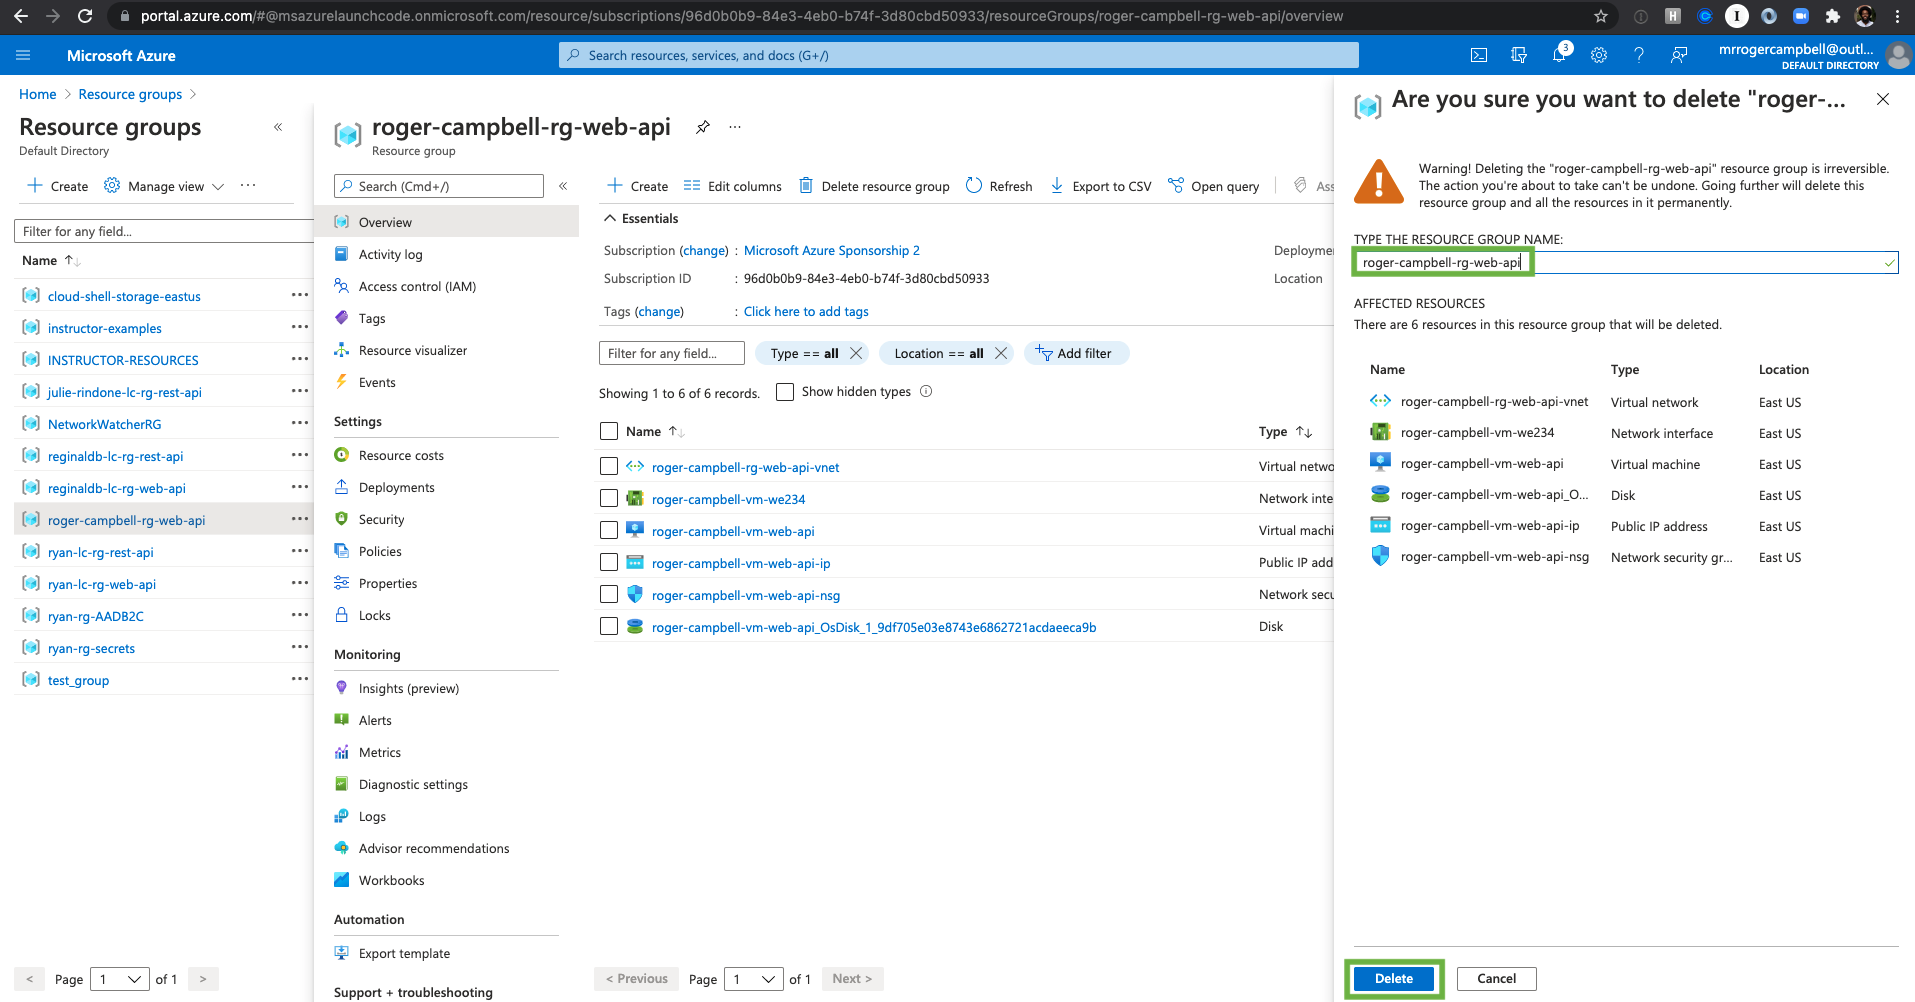 portal.azure.com/#@msazurelaunchcode.onmicrosoft.com/resource/subscriptions/96d0b0b9-84e3-4eb0-b74f-3d80cbd50933/resourceGroups/roger-campbell-rg-web-api/overview
Microsoft Azure
Search resources, services, and docs (G+/)
3
mrrogercampbell@outl...
DEFAULT DIRECTORY
Home > Resource groups >
Resource groups
Default Directory
Create
Manage view
Filter for any field...
Name
cloud-shell-storage-eastus
instructor-examples
INSTRUCTOR-RESOURCES
julie-rindone-lc-rg-rest-api
NetworkWatcherRG
reginaldb-lc-rg-rest-api
reginaldb-lc-rg-web-api
roger-campbell-rg-web-api
ryan-lc-rg-rest-api
ryan-lc-rg-web-api
ryan-rg-AADB2C
ryan-rg-secrets
test_group
< Page 1 of 1 >
roger-campbell-rg-web-api
Resource group
Search (Cmd+/)
Overview
Activity log
Access control (IAM)
Tags
Resource visualizer
Events
Settings
Resource costs
Deployments
Security
Policies
Properties
Locks
Monitoring
Insights (preview)
Alerts
Metrics
Diagnostic settings
Logs
Advisor recommendations
Workbooks
Automation
Export template
Support + troubleshooting
Create
Edit columns
Delete resource group
Refresh
Export to CSV
Open query
Ass
Essentials
Subscription (change) : Microsoft Azure Sponsorship 2
Deployme
Subscription ID : 96d0b0b9-84e3-4eb0-b74f-3d80cbd50933
Location
Tags (change) : Click here to add tags
Filter for any field...
Type == all
Location == all
Add filter
Showing 1 to 6 of 6 records.
Show hidden types
Name Type
roger-campbell-rg-web-api-vnet Virtual netwo
roger-campbell-vm-we234 Network inte
roger-campbell-vm-web-api Virtual machi
roger-campbell-vm-web-api-ip Public IP add
roger-campbell-vm-web-api-nsg Network secu
roger-campbell-vm-web-api_OsDisk_1_9df705e03e8743e6862721acdaeeca9b Disk
< Previous Page 1 of 1 Next >
Are you sure you want to delete "roger-...
Warning! Deleting the "roger-campbell-rg-web-api" resource group is irreversible.
The action you're about to take can't be undone. Going further will delete this
resource group and all the resources in it permanently.
TYPE THE RESOURCE GROUP NAME:
roger-campbell-rg-web-api
AFFECTED RESOURCES
There are 6 resources in this resource group that will be deleted.
Name Type Location
roger-campbell-rg-web-api-vnet Virtual network East US
roger-campbell-vm-we234 Network interface East US
roger-campbell-vm-web-api Virtual machine East US
roger-campbell-vm-web-api_O... Disk East US
roger-campbell-vm-web-api-ip Public IP address East US
roger-campbell-vm-web-api-nsg Network security gr... East US
Delete
Cancel